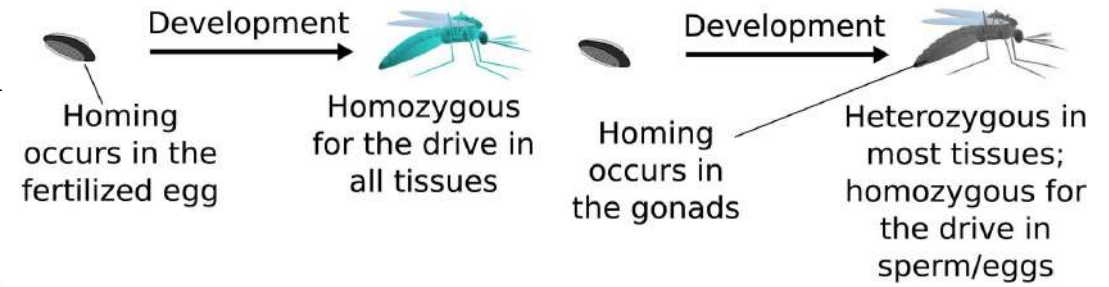 Development
Homing
occurs in the
fertilized egg
Homozygous
for the drive in
all tissues
Development
Homing
occurs in
the gonads
Heterozygous in
most tissues;
homozygous for
the drive in
sperm/eggs